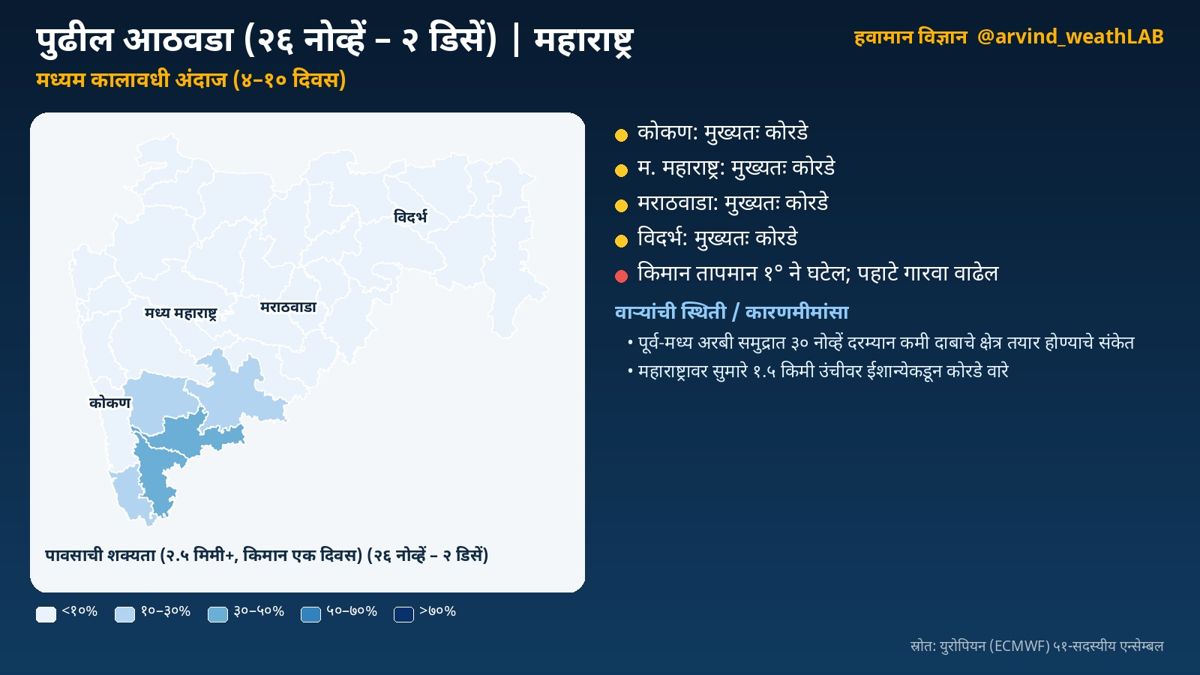 पुढील आठवडा (२६ नोव्हें – २ डिसें) | महाराष्ट्र
हवामान विज्ञान @arvind_weathLAB
मध्यम कालावधी अंदाज (४–१० दिवस)
विदर्भ
मध्य महाराष्ट्र
मराठवाडा
कोकण
पावसाची शक्यता (२.५ मिमी+, किमान एक दिवस) (२६ नोव्हें – २ डिसें)
<१०% १०–३०% ३०–५०% ५०–७०% >७०%
कोकण: मुख्यतः कोरडे
म. महाराष्ट्र: मुख्यतः कोरडे
मराठवाडा: मुख्यतः कोरडे
विदर्भ: मुख्यतः कोरडे
किमान तापमान १° ने घटेल; पहाटे गारवा वाढेल
वाऱ्यांची स्थिती / कारणमीमांसा
• पूर्व-मध्य अरबी समुद्रात ३० नोव्हें दरम्यान कमी दाबाचे क्षेत्र तयार होण्याचे संकेत
• महाराष्ट्रावर सुमारे १.५ किमी उंचीवर ईशान्येकडून कोरडे वारे
स्रोत: युरोपियन (ECMWF) ५१-सदस्यीय एन्सेम्बल